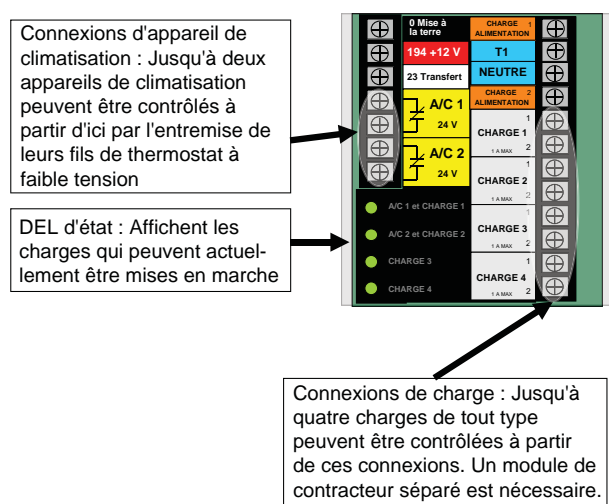 Connexions d'appareil de
climatisation : Jusqu'à deux
appareils de climatisation
peuvent être contrôlés à
partir d'ici par l'entremise de
leurs fils de thermostat à
faible tension
DEL d'état : Affichent les
charges qui peuvent actuel-
lement être mises en marche
0 Mise à
la terre
194 +12 V
23 Transfert
A/C 1
24 V
A/C 2
24 V
A/C 1 et CHARGE 1
A/C 2 et CHARGE 2
CHARGE 3
CHARGE 4
CHARGE 1
ALIMENTATION
T1
NEUTRE
CHARGE 2
ALIMENTATION
1
CHARGE 1
1 A MAX 2
1
CHARGE 2
1 A MAX 2
1
CHARGE 3
1 A MAX 2
1
CHARGE 4
1 A MAX 2
Connexions de charge : Jusqu'à
quatre charges de tout type
peuvent être contrôlées à partir
de ces connexions. Un module de
contracteur séparé est nécessaire.